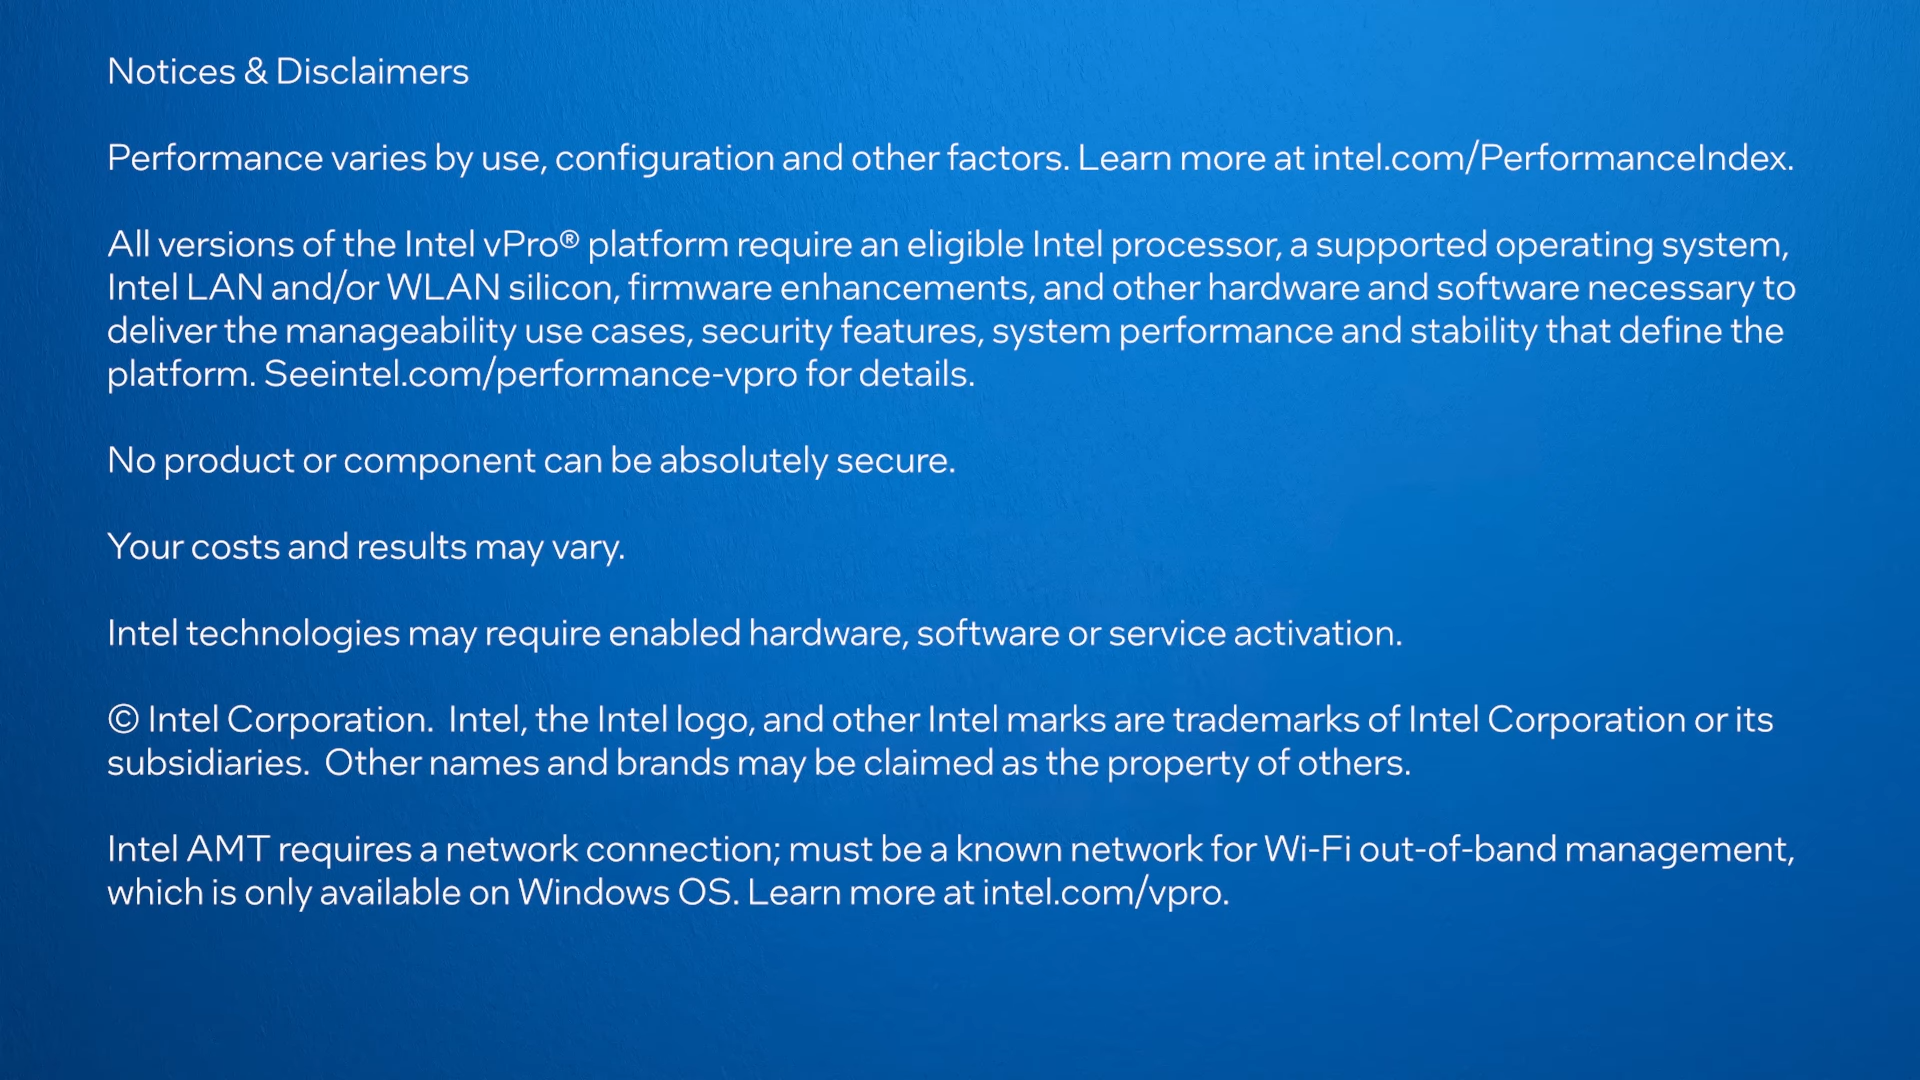 Notices & Disclaimers
Performance varies by use, configuration and other factors. Learn more at intel.com/PerformanceIndex.
All versions of the Intel vPro® platform require an eligible Intel processor, a supported operating system,
Intel LAN and/or WLAN silicon, firmware enhancements, and other hardware and software necessary to
deliver the manageability use cases, security features, system performance and stability that define the
platform. Seeintel.com/performance-vpro for details.
No product or component can be absolutely secure.
Your costs and results may vary.
Intel technologies may require enabled hardware, software or service activation.
© Intel Corporation.  Intel, the Intel logo, and other Intel marks are trademarks of Intel Corporation or its
subsidiaries.  Other names and brands may be claimed as the property of others.
Intel AMT requires a network connection; must be a known network for Wi-Fi out-of-band management,
which is only available on Windows OS. Learn more at intel.com/vpro.